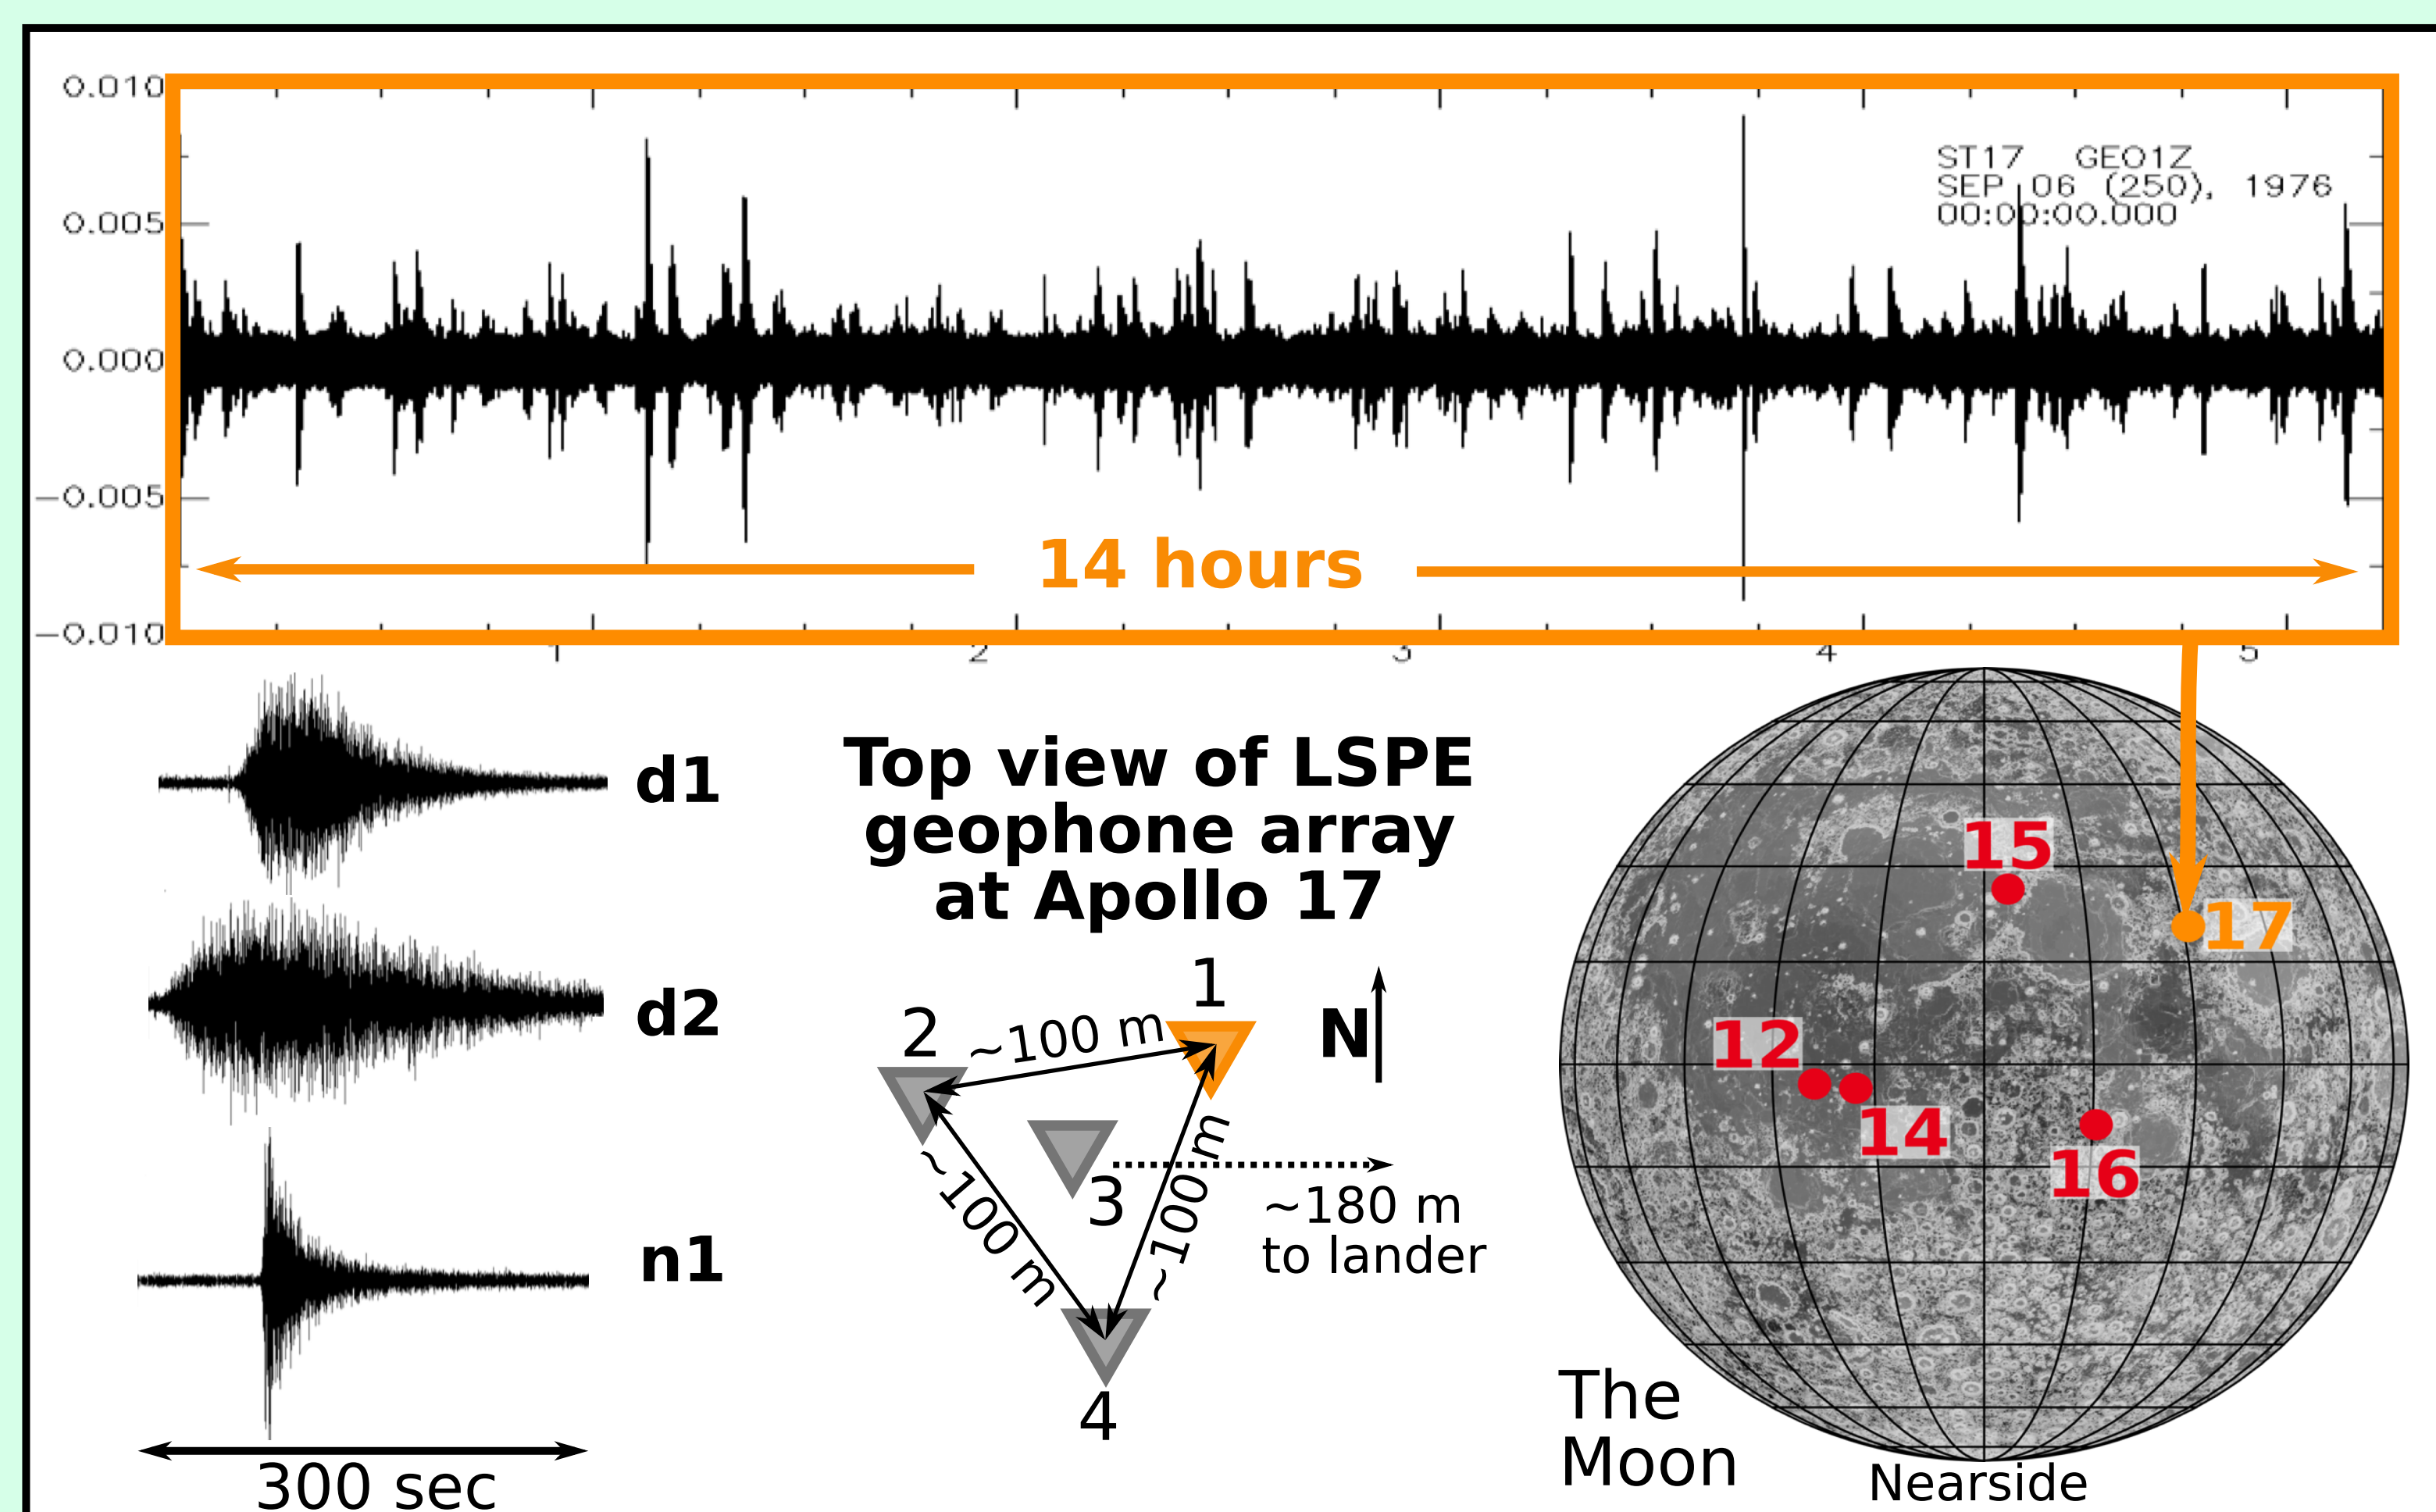 0.010
0.005
0.000
−0.005
−0.010
ST17 GEO1Z
SEP 06 (250), 1976
00:00:00.000
14 hours
1 2 3 4 5
d1
d2
n1
300 sec
Top view of LSPE
geophone array
at Apollo 17
1
2
3
4
~100 m
~100 m
~100 m
N
~180 m
to lander
15
17
12
14
16
The
Moon
Nearside